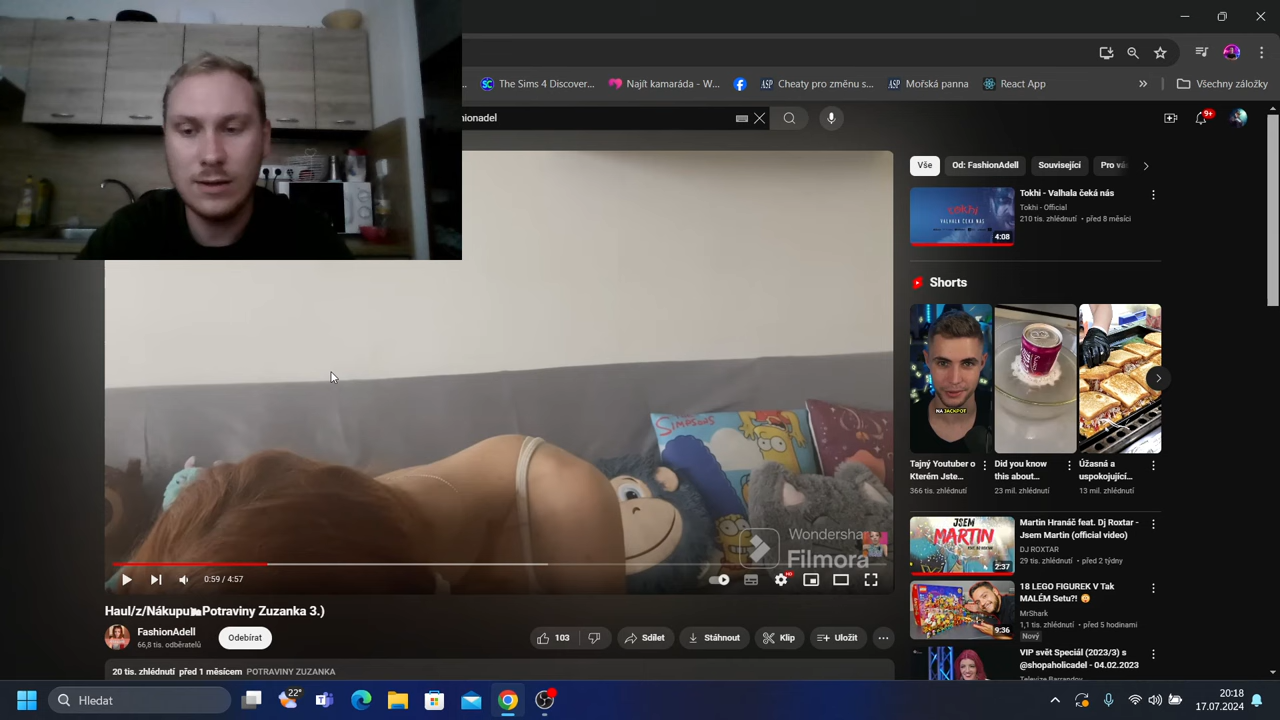 The Sims 4 Discover...
Najít kamaráda - W...
Cheaty pro změnu s...
Mořská panna
React App
Všechny záložky
hionadel
9+
Vše
Od: FashionAdell
Související
Tokhi - Valhala čeká nás
Tokhi - Official
210 tis. zhlédnutí • před 8 měsíci
4:08
VALHALA ČEKÁ NÁS
Shorts
NA JACKPOT
SIMPSONS
Tajný Youtuber o
Kterém Jste...
366 tis. zhlédnutí
Did you know
this about...
23 mil. zhlédnutí
Úžasná a
uspokojující...
13 mil. zhlédnutí
Wondershare
Filmora
0:59 / 4:57
HD
JSEM
MARTIN
2:37
Martin Hranáč feat. Dj Roxtar -
Jsem Martin (official video)
DJ ROXTAR
29 tis. zhlédnutí • před 2 týdny
18 LEGO FIGUREK V Tak
MALÉM Setu?!
MrShark
1,1 tis. zhlédnutí • před 5 hodinami
Nový
9:36
Haul/z/Nákupu Potraviny Zuzanka 3.)
FashionAdell
66,8 tis. odběratelů
Odebírat
103
Sdílet
Stáhnout
Klip
Uložit
20 tis. zhlédnutí před 1 měsícem POTRAVINY ZUZANKA
VIP svět Speciál (2023/3) s
@shopaholicadel - 04.02.2023
Televize Barrandov
Hledat
22°
20:18
17.07.2024